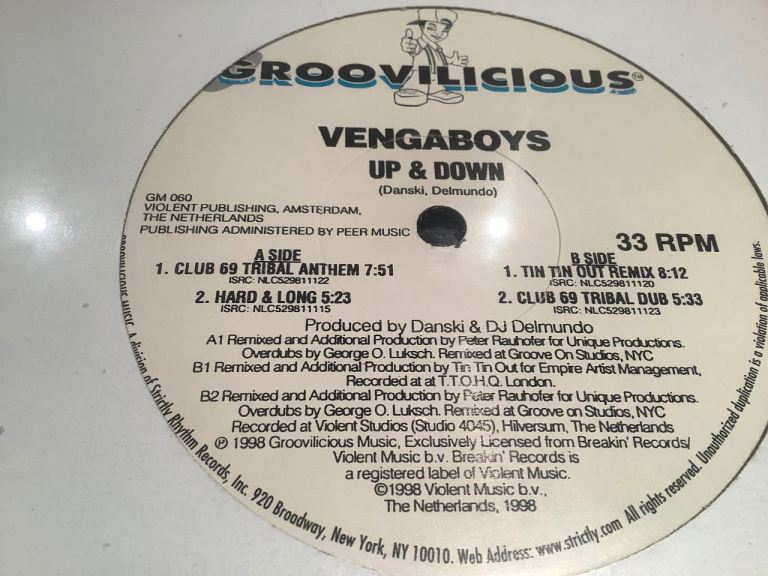 GROOVILICIOUS™
VENGABOYS
UP & DOWN
(Danski, Delmundo)
GM 060
VIOLENT PUBLISHING, AMSTERDAM,
THE NETHERLANDS
PUBLISHING ADMINISTERED BY PEER MUSIC
33 RPM
A SIDE
1. CLUB 69 TRIBAL ANTHEM 7:51
ISRC: NLC529811122
2. HARD & LONG 5:23
ISRC: NLC529811115
B SIDE
1. TIN TIN OUT REMIX 8:12
ISRC: NLC529811120
2. CLUB 69 TRIBAL DUB 5:33
ISRC: NLC529811123
Produced by Danski & DJ Delmundo
A1 Remixed and Additional Production by Peter Rauhofer for Unique Productions.
Overdubs by George O. Luksch. Remixed at Groove On Studios, NYC
B1 Remixed and Additional Production by Tin Tin Out for Empire Artist Management,
Recorded at at T.T.O.H.Q. London.
B2 Remixed and Additional Production by Peter Rauhofer for Unique Productions.
Overdubs by George O. Luksch. Remixed at Groove on Studios, NYC
Recorded at Violent Studios (Studio 4045), Hilversum, The Netherlands
℗ 1998 Groovilicious Music, Exclusively Licensed from Breakin' Records/
Violent Music b.v. Breakin' Records is
a registered label of Violent Music.
©1998 Violent Music b.v.,
The Netherlands, 1998
GROOVILICIOUS MUSIC, A division of Strictly Rhythm Records, Inc. 920 Broadway, New York, NY 10010. Web Address: www.strictly.com All rights reserved. Unauthorized duplication is a violation of applicable laws.